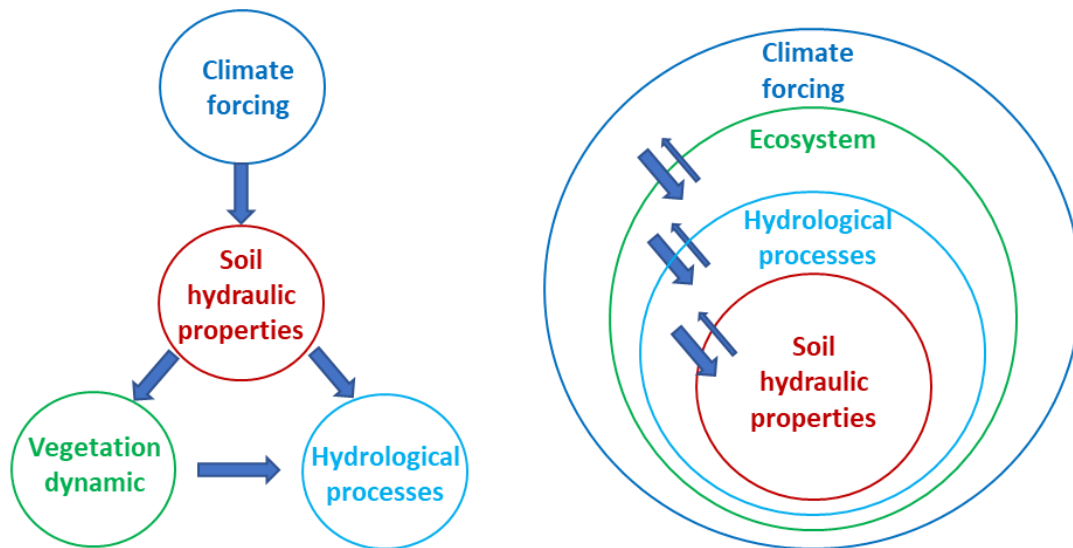 Climate
forcing
Soil
hydraulic
properties
Vegetation
dynamic
Hydrological
processes
Climate
forcing
Ecosystem
Hydrological
processes
Soil
hydraulic
properties